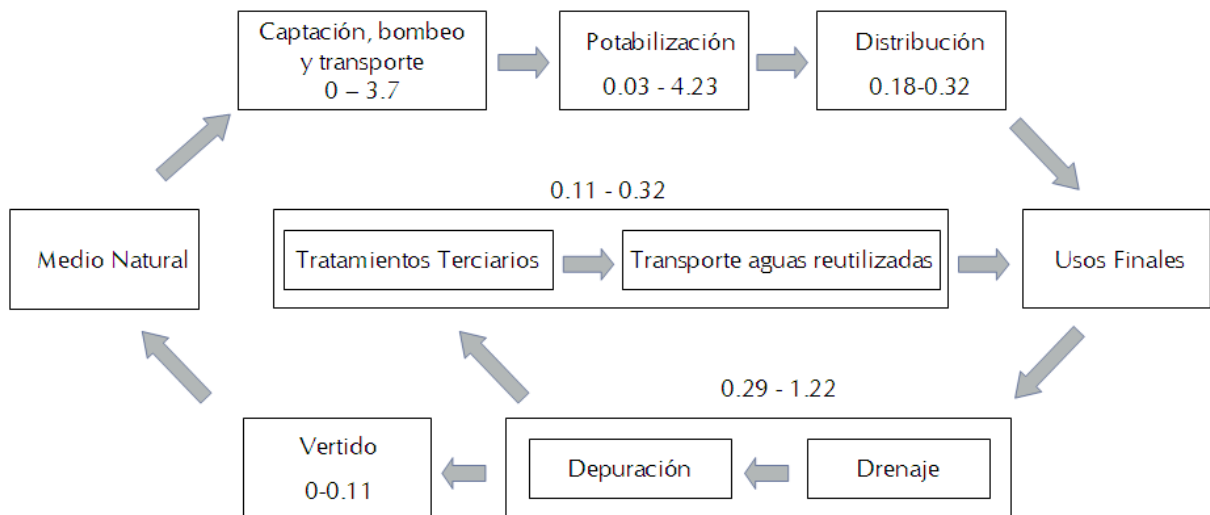 Captación, bombeo
y transporte
0 – 3.7
Potabilización
0.03 - 4.23
Distribución
0.18-0.32
0.11 - 0.32
Medio Natural
Tratamientos Terciarios
Transporte aguas reutilizadas
Usos Finales
0.29 - 1.22
Vertido
0-0.11
Depuración
Drenaje